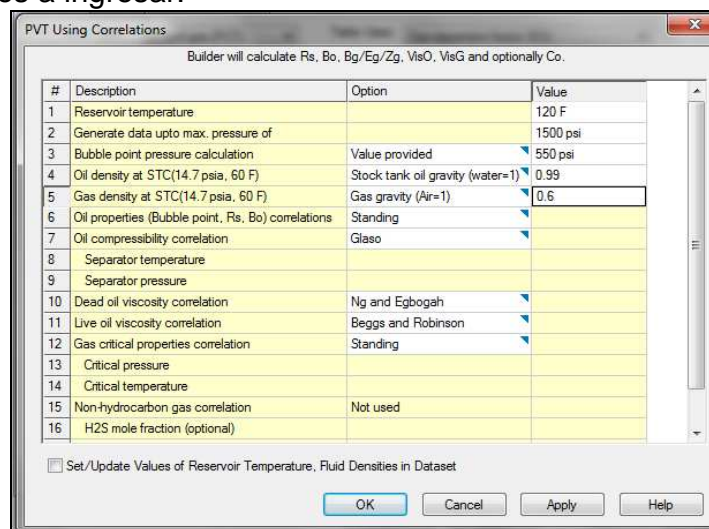 PVT Using Correlations
Builder will calculate Rs, Bo, Bg/Eg/Zg, VisO, VisG and optionally Co.
# Description Option Value
1 Reservoir temperature 120 F
2 Generate data upto max. pressure of 1500 psi
3 Bubble point pressure calculation Value provided 550 psi
4 Oil density at STC(14.7 psia, 60 F) Stock tank oil gravity (water=1) 0.99
5 Gas density at STC(14.7 psia, 60 F) Gas gravity (Air=1) 0.6
6 Oil properties (Bubble point, Rs, Bo) correlations Standing
7 Oil compressibility correlation Glaso
8 Separator temperature
9 Separator pressure
10 Dead oil viscosity correlation Ng and Egbogah
11 Live oil viscosity correlation Beggs and Robinson
12 Gas critical properties correlation Standing
13 Critical pressure
14 Critical temperature
15 Non-hydrocarbon gas correlation Not used
16 H2S mole fraction (optional)
Set/Update Values of Reservoir Temperature, Fluid Densities in Dataset
OK Cancel Apply Help